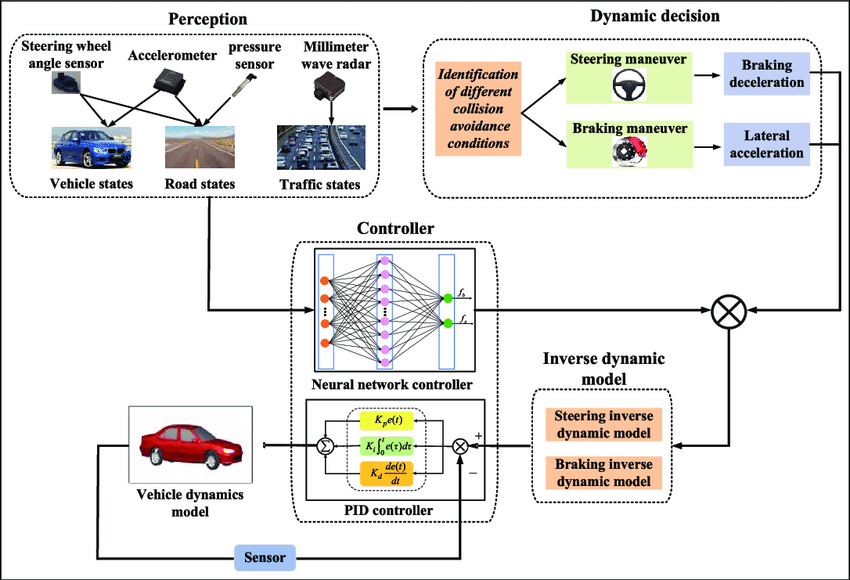 Perception
Dynamic decision
Steering wheel
angle sensor
Accelerometer
pressure
sensor
Millimeter
wave radar
Vehicle states
Road states
Traffic states
Identification
of different
collision
avoidance
conditions
Steering maneuver
Braking
deceleration
Braking maneuver
Lateral
acceleration
Controller
f_b
f_s
Neural network controller
Inverse dynamic
model
Steering inverse
dynamic model
Braking inverse
dynamic model
K_p e(t)
K_i ∫_0^t e(τ)dt
K_d de(t)/dt
Σ
+
−
PID controller
Vehicle dynamics
model
Sensor